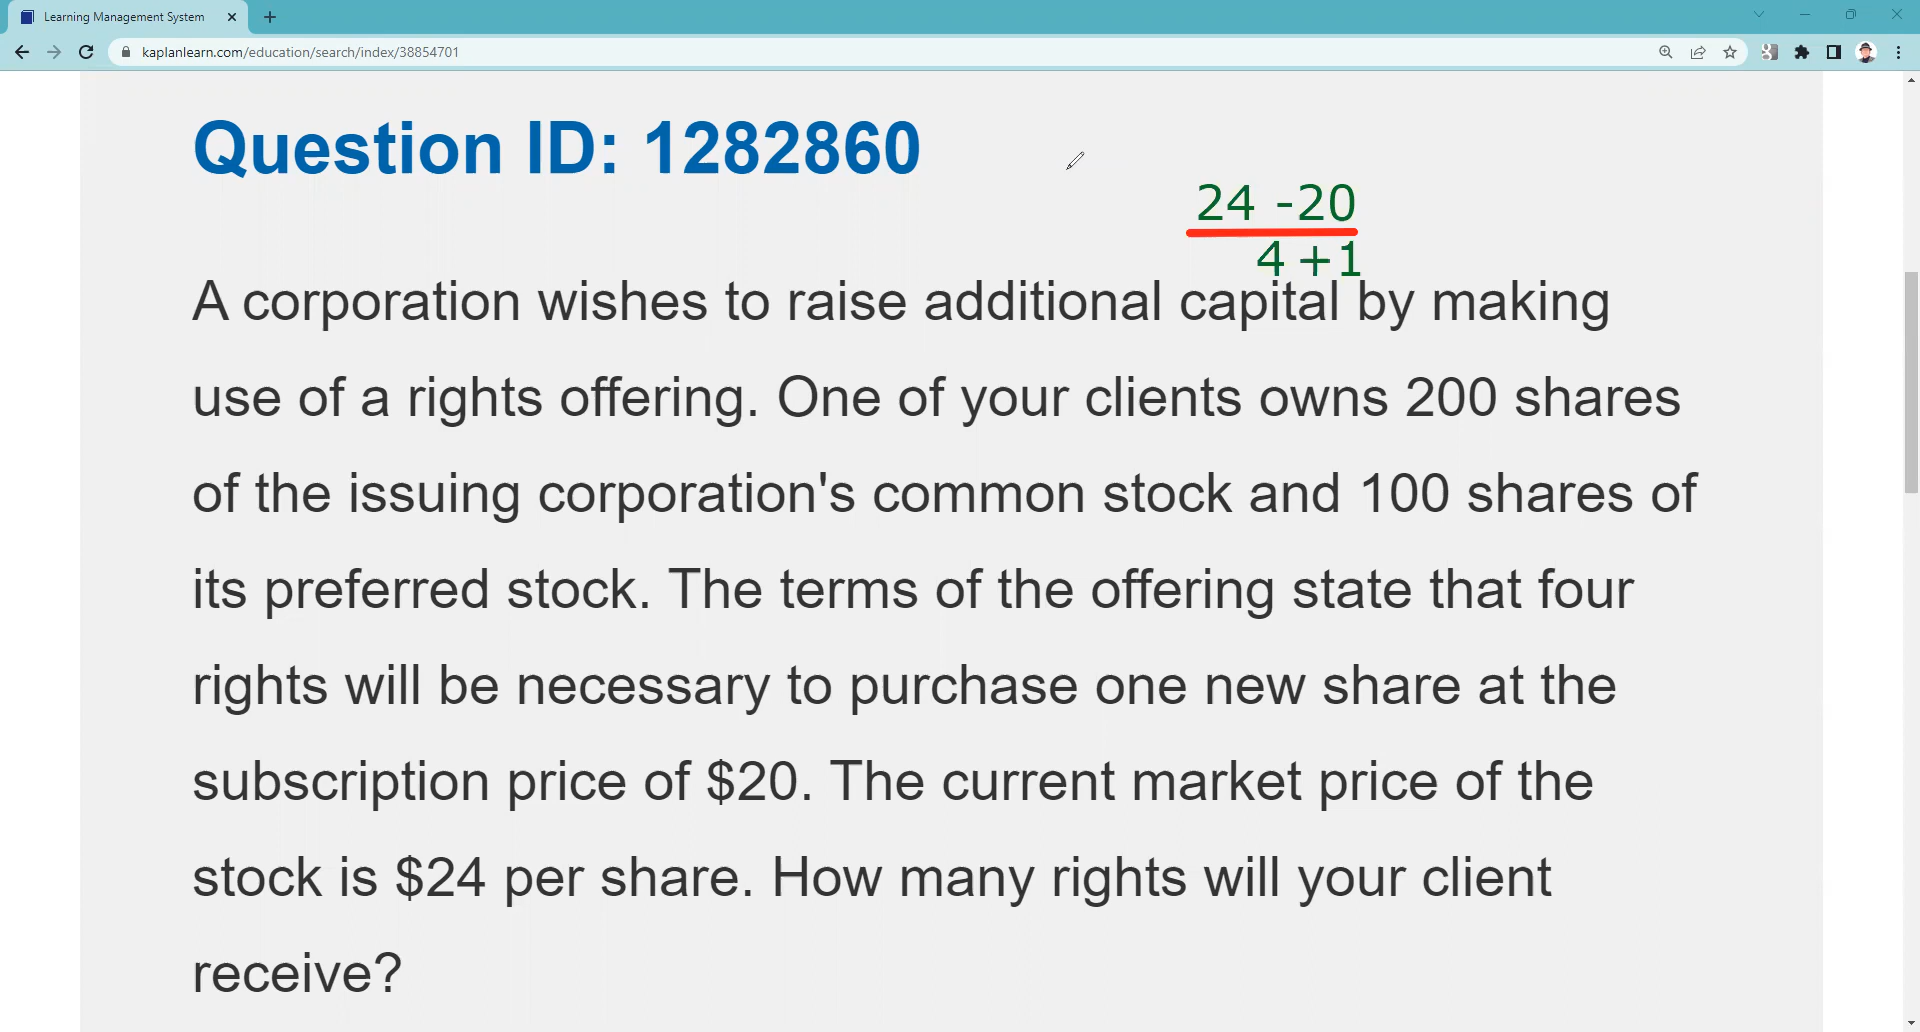 Learning Management System
kaplanlearn.com/education/search/index/38854701
Question ID: 1282860
24 -20
4 +1
A corporation wishes to raise additional capital by making
use of a rights offering. One of your clients owns 200 shares
of the issuing corporation's common stock and 100 shares of
its preferred stock. The terms of the offering state that four
rights will be necessary to purchase one new share at the
subscription price of $20. The current market price of the
stock is $24 per share. How many rights will your client
receive?